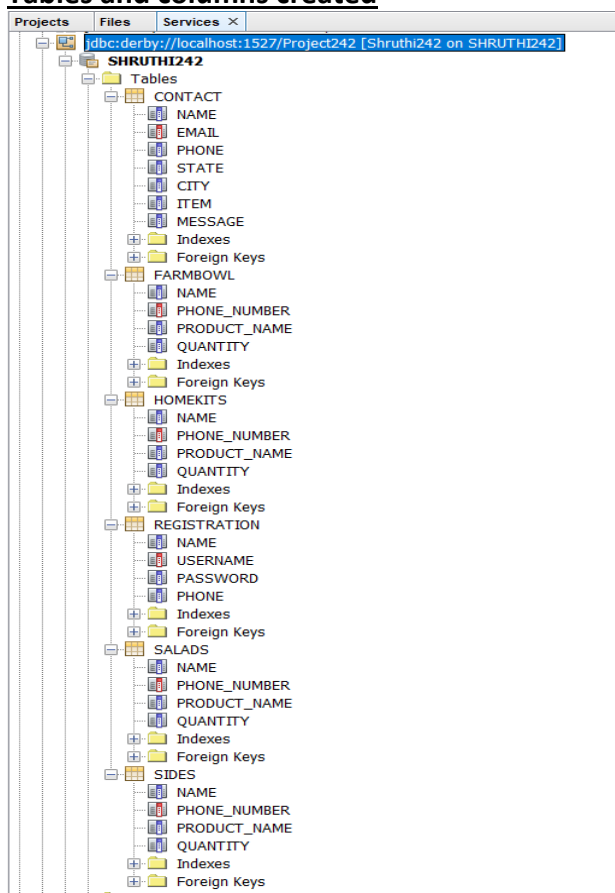 Tables and columns created
Projects Files Services ×
jdbc:derby://localhost:1527/Project242 [Shruthi242 on SHRUTHI242]
SHRUTHI242
Tables
CONTACT
NAME
EMAIL
PHONE
STATE
CITY
ITEM
MESSAGE
Indexes
Foreign Keys
FARMBOWL
NAME
PHONE_NUMBER
PRODUCT_NAME
QUANTITY
Indexes
Foreign Keys
HOMEKITS
NAME
PHONE_NUMBER
PRODUCT_NAME
QUANTITY
Indexes
Foreign Keys
REGISTRATION
NAME
USERNAME
PASSWORD
PHONE
Indexes
Foreign Keys
SALADS
NAME
PHONE_NUMBER
PRODUCT_NAME
QUANTITY
Indexes
Foreign Keys
SIDES
NAME
PHONE_NUMBER
PRODUCT_NAME
QUANTITY
Indexes
Foreign Keys